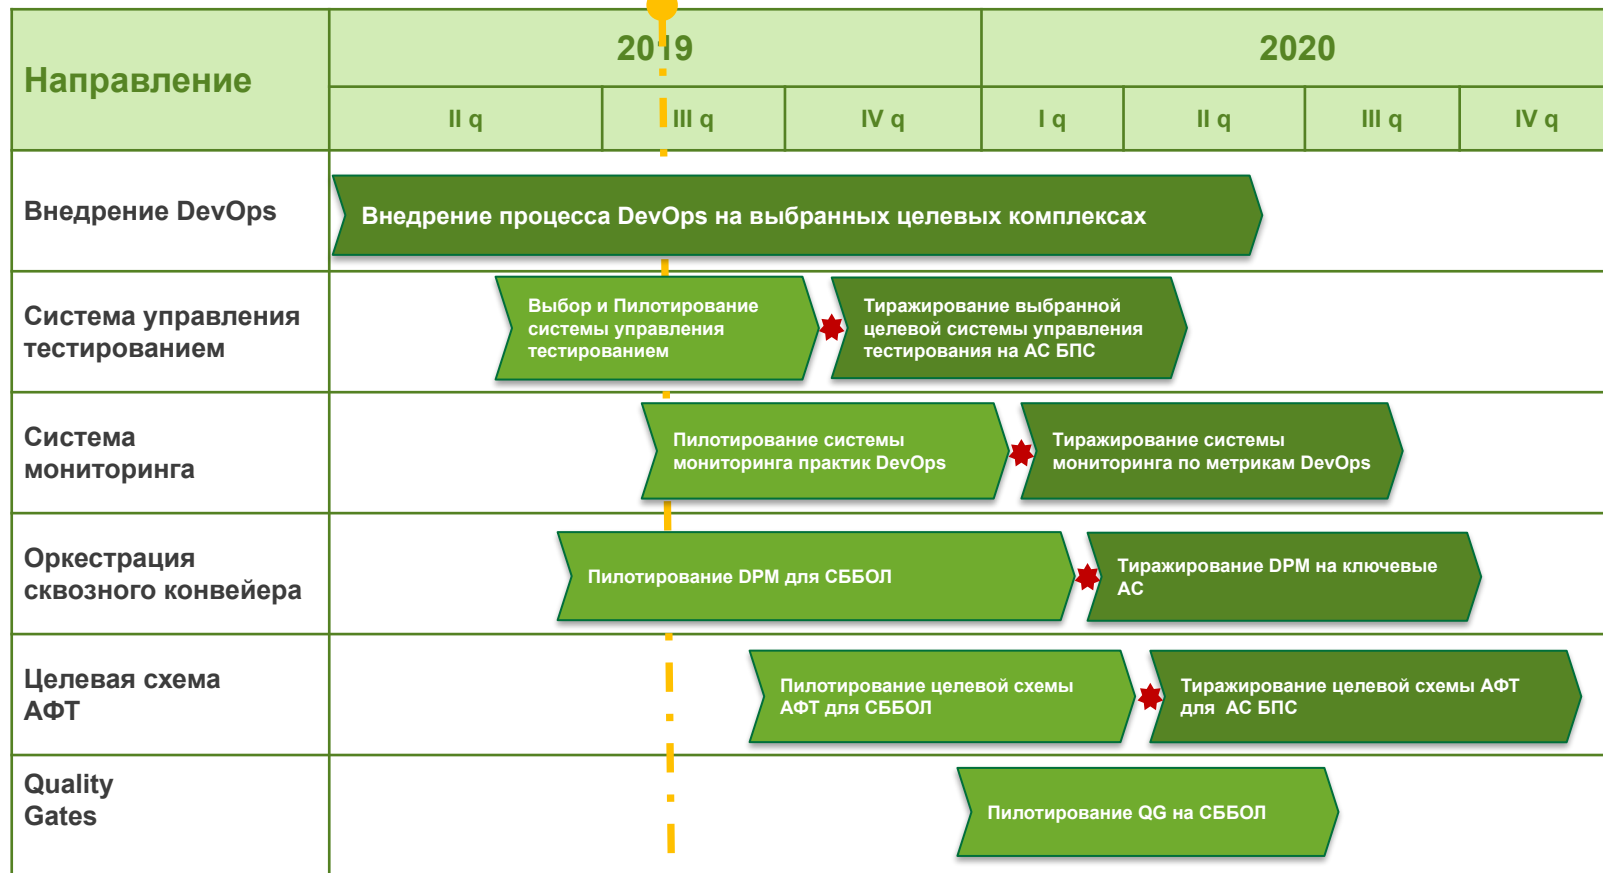 Направление
2019
2020
II q
III q
IV q
I q
II q
III q
IV q
Внедрение DevOps
Внедрение процесса DevOps на выбранных целевых комплексах
Система управления
тестированием
Выбор и Пилотирование
системы управления
тестированием
Тиражирование выбранной
целевой системы управления
тестирования на АС БПС
Система
мониторинга
Пилотирование системы
мониторинга практик DevOps
Тиражирование системы
мониторинга по метрикам DevOps
Оркестрация
сквозного конвейера
Пилотирование DPM для СББОЛ
Тиражирование DPM на ключевые
АС
Целевая схема
АФТ
Пилотирование целевой схемы
АФТ для СББОЛ
Тиражирование целевой схемы АФТ
для  АС БПС
Quality
Gates
Пилотирование QG на СББОЛ